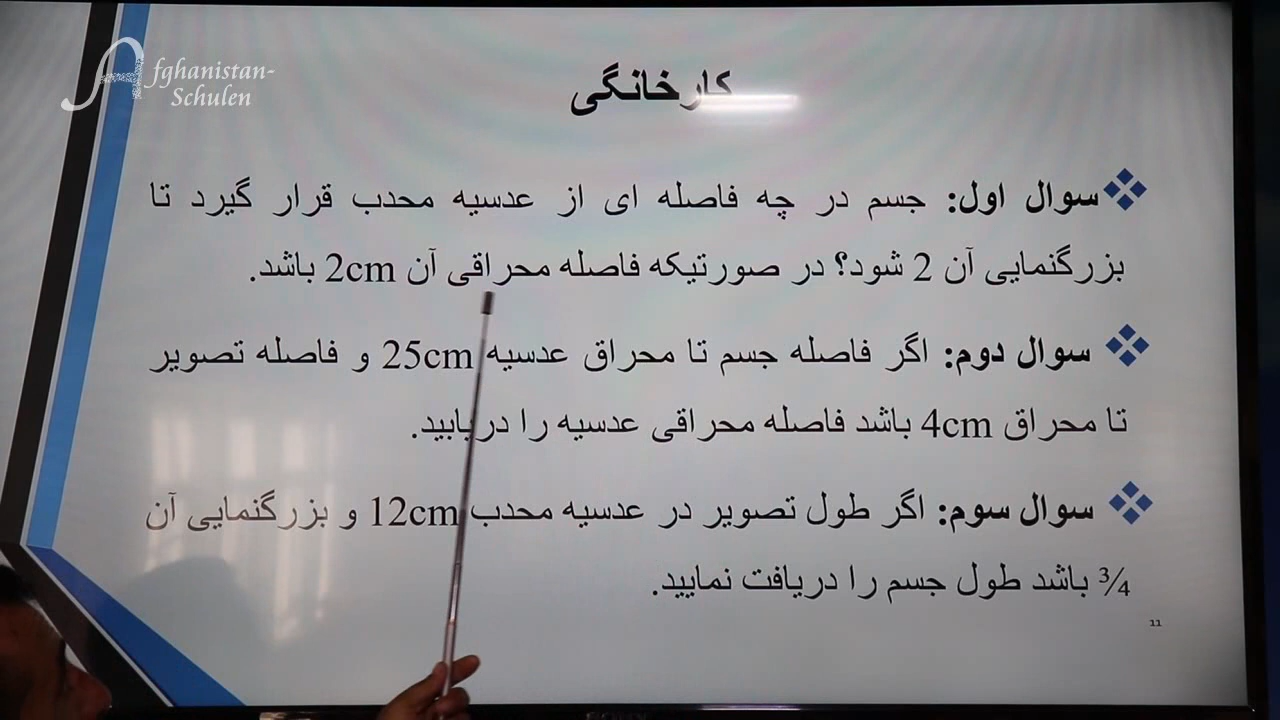 Afghanistan-
Schulen
کارخانگی
سوال اول: جسم در چه فاصله ای از عدسیه محدب قرار گیرد تا
بزرگنمایی آن 2 شود؟ در صورتیکه فاصله محراقی آن 2cm باشد.
سوال دوم: اگر فاصله جسم تا محراق عدسیه 25cm و فاصله تصویر
تا محراق 4cm باشد فاصله محراقی عدسیه را دریابید.
سوال سوم: اگر طول تصویر در عدسیه محدب 12cm و بزرگنمایی آن
¾ باشد طول جسم را دریافت نمایید.
11